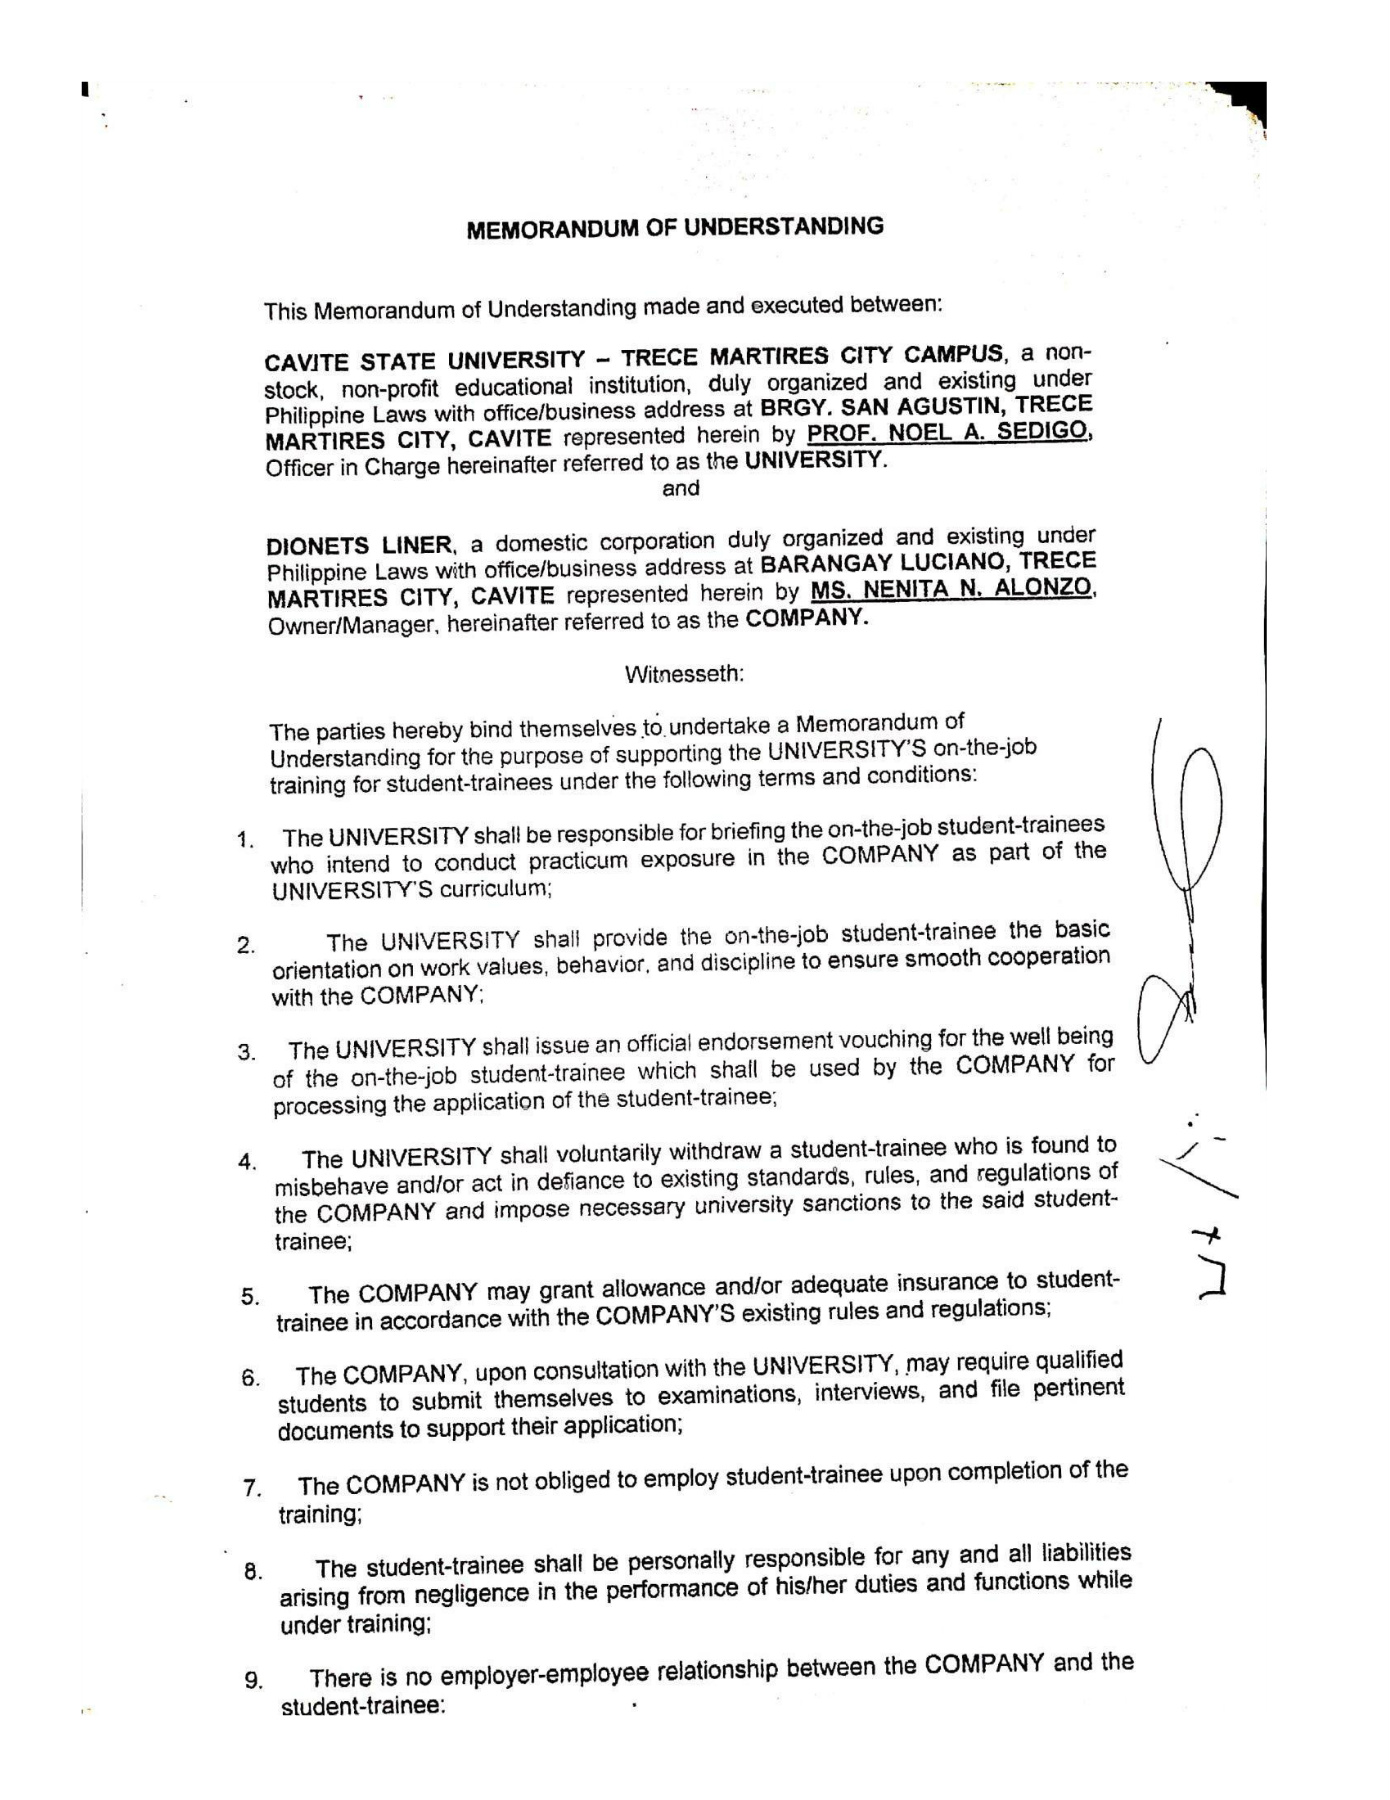 MEMORANDUM OF UNDERSTANDING
This Memorandum of Understanding made and executed between:
CAVITE STATE UNIVERSITY – TRECE MARTIRES CITY CAMPUS, a non-
stock, non-profit educational institution, duly organized and existing under
Philippine Laws with office/business address at BRGY. SAN AGUSTIN, TRECE
MARTIRES CITY, CAVITE represented herein by PROF. NOEL A. SEDIGO,
Officer in Charge hereinafter referred to as the UNIVERSITY.
and
DIONETS LINER, a domestic corporation duly organized and existing under
Philippine Laws with office/business address at BARANGAY LUCIANO, TRECE
MARTIRES CITY, CAVITE represented herein by MS. NENITA N. ALONZO,
Owner/Manager, hereinafter referred to as the COMPANY.
Witnesseth:
The parties hereby bind themselves to undertake a Memorandum of
Understanding for the purpose of supporting the UNIVERSITY'S on-the-job
training for student-trainees under the following terms and conditions:
1. The UNIVERSITY shall be responsible for briefing the on-the-job student-trainees
who intend to conduct practicum exposure in the COMPANY as part of the
UNIVERSITY'S curriculum;
2. The UNIVERSITY shall provide the on-the-job student-trainee the basic
orientation on work values, behavior, and discipline to ensure smooth cooperation
with the COMPANY;
3. The UNIVERSITY shall issue an official endorsement vouching for the well being
of the on-the-job student-trainee which shall be used by the COMPANY for
processing the application of the student-trainee;
4. The UNIVERSITY shall voluntarily withdraw a student-trainee who is found to
misbehave and/or act in defiance to existing standards, rules, and regulations of
the COMPANY and impose necessary university sanctions to the said student-
trainee;
5. The COMPANY may grant allowance and/or adequate insurance to student-
trainee in accordance with the COMPANY'S existing rules and regulations;
6. The COMPANY, upon consultation with the UNIVERSITY, may require qualified
students to submit themselves to examinations, interviews, and file pertinent
documents to support their application;
7. The COMPANY is not obliged to employ student-trainee upon completion of the
training;
8. The student-trainee shall be personally responsible for any and all liabilities
arising from negligence in the performance of his/her duties and functions while
under training;
9. There is no employer-employee relationship between the COMPANY and the
student-trainee: